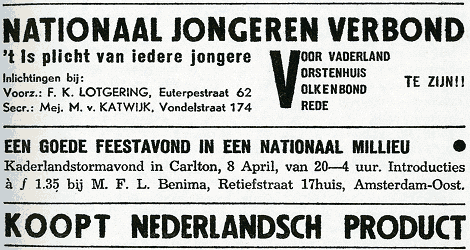 NATIONAAL JONGEREN VERBOND
't Is plicht van iedere jongere
Inlichtingen bij:
Voorz.: F. K. LOTGERING, Euterpestraat 62
Secr.: Mej. M. v. KATWIJK, Vondelstraat 174
VOOR VADERLAND
VORSTENHUIS
VOLKENBOND
VREDE
TE ZIJN!!
EEN GOEDE FEESTAVOND IN EEN NATIONAAL MILLIEU ●
Kaderlandstormavond in Carlton, 8 April, van 20—4 uur. Introducties
à ƒ 1.35 bij M. F. L. Benima, Retiefstraat 17huis, Amsterdam-Oost.
KOOPT NEDERLANDSCH PRODUCT